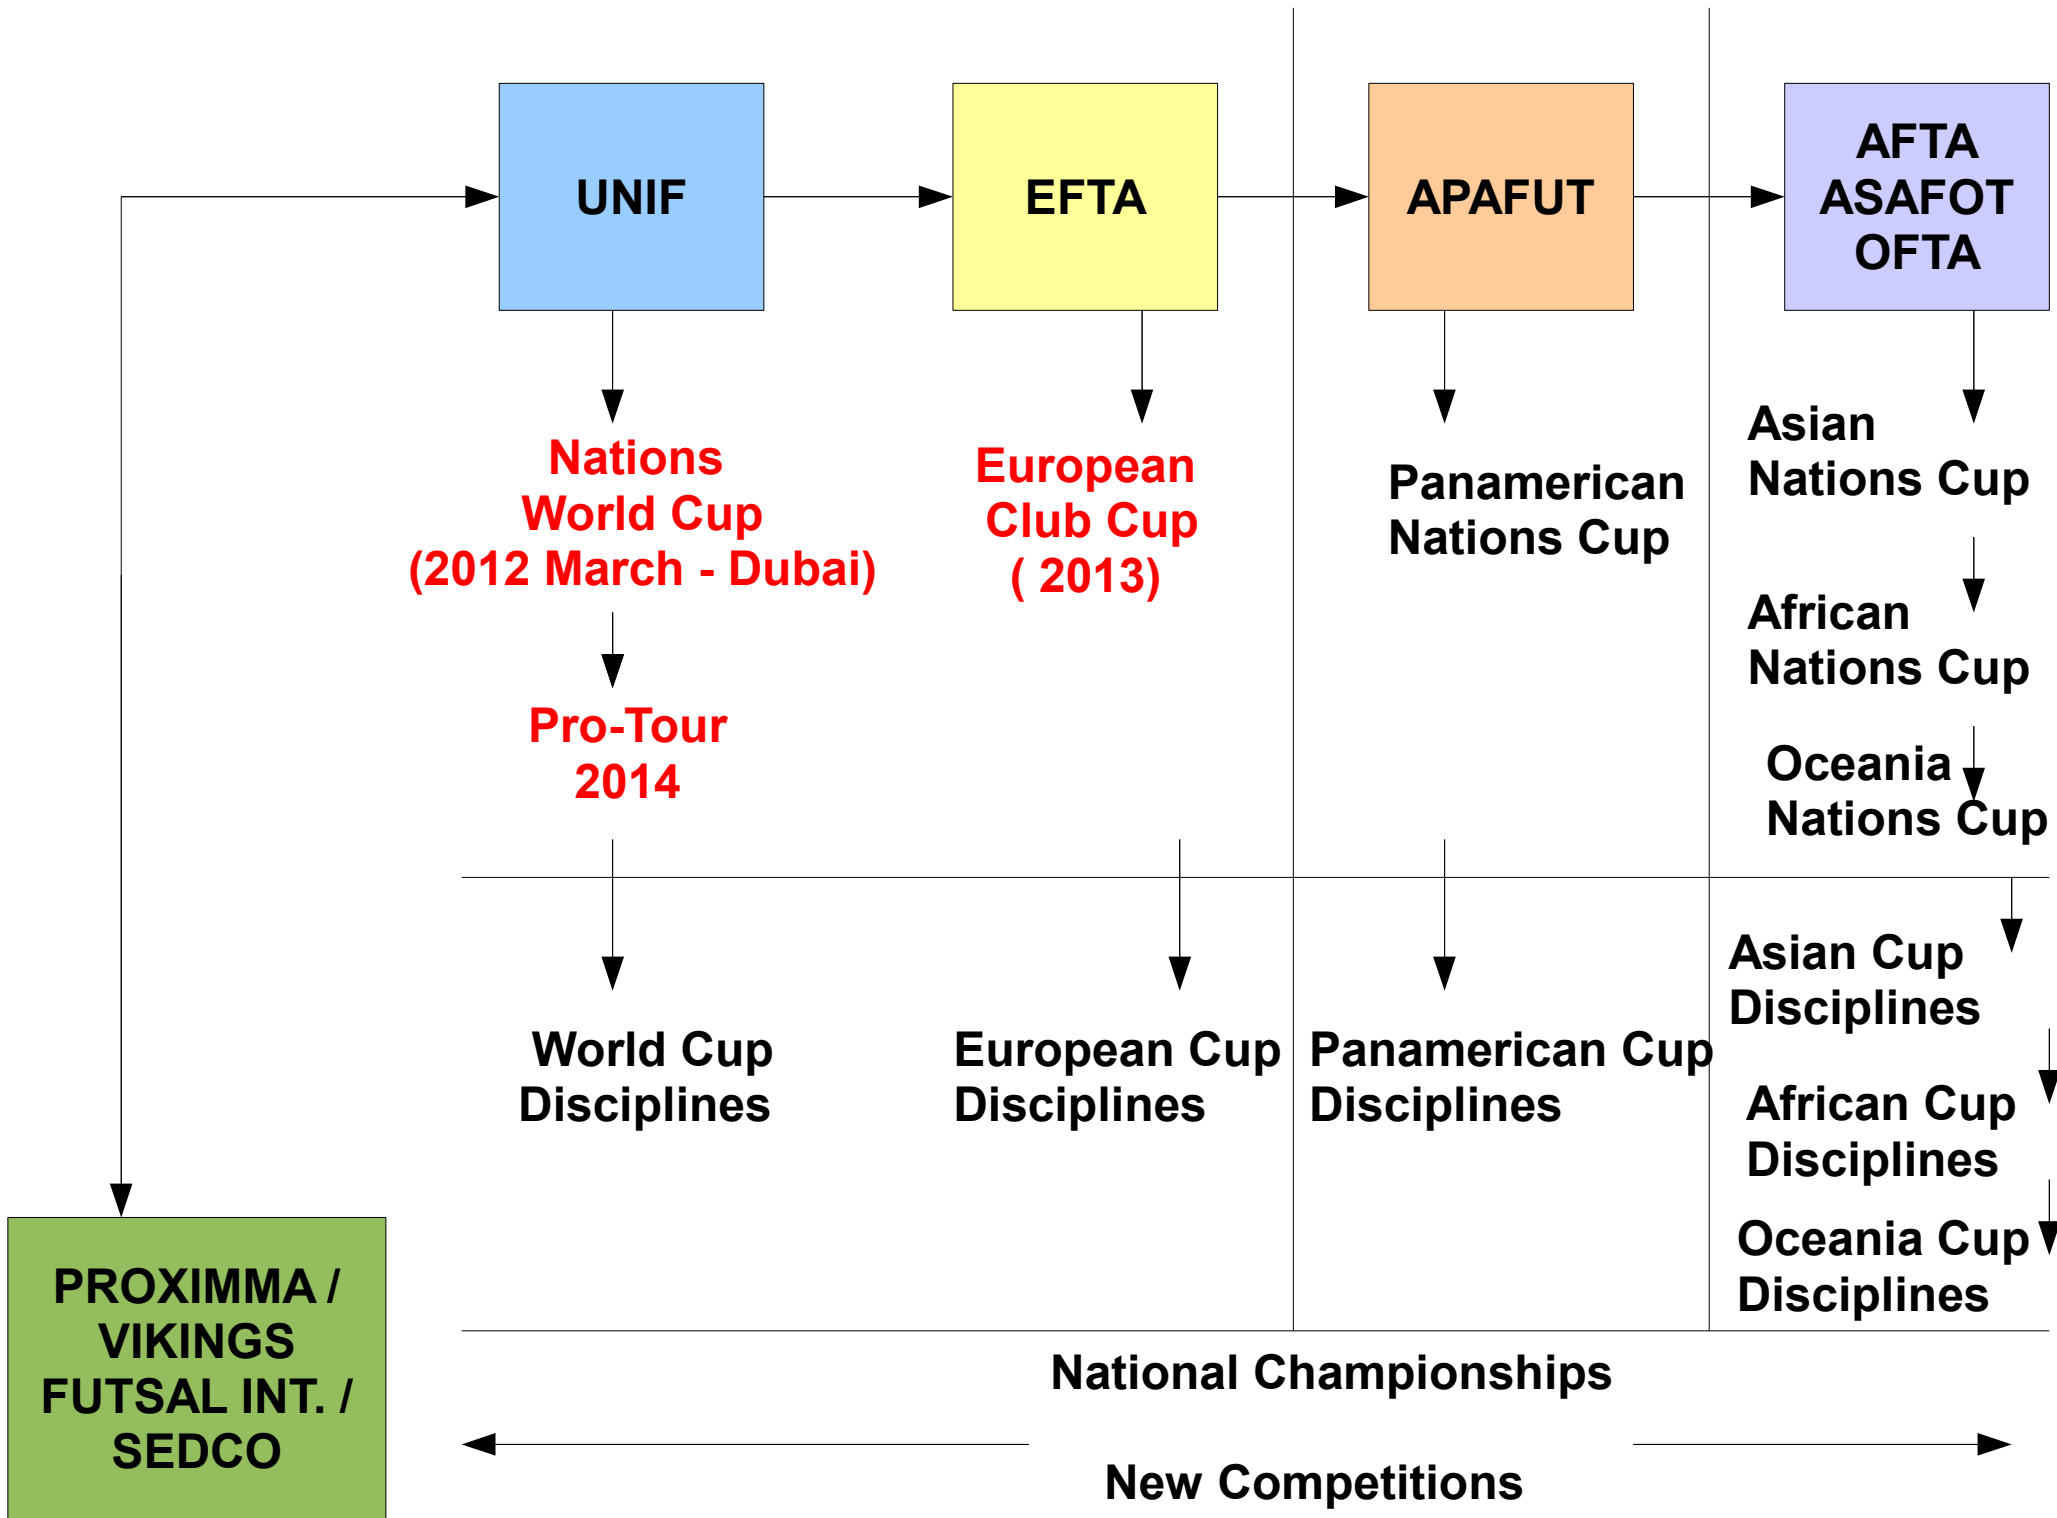 UNIF
EFTA
APAFUT
AFTA
ASAFOT
OFTA
Nations
World Cup
(2012 March - Dubai)
Pro-Tour
2014
European
Club Cup
( 2013)
Panamerican
Nations Cup
Asian
Nations Cup
African
Nations Cup
Oceania
Nations Cup
World Cup
Disciplines
European Cup
Disciplines
Panamerican Cup
Disciplines
Asian Cup
Disciplines
African Cup
Disciplines
Oceania Cup
Disciplines
PROXIMMA /
VIKINGS
FUTSAL INT. /
SEDCO
National Championships
New Competitions